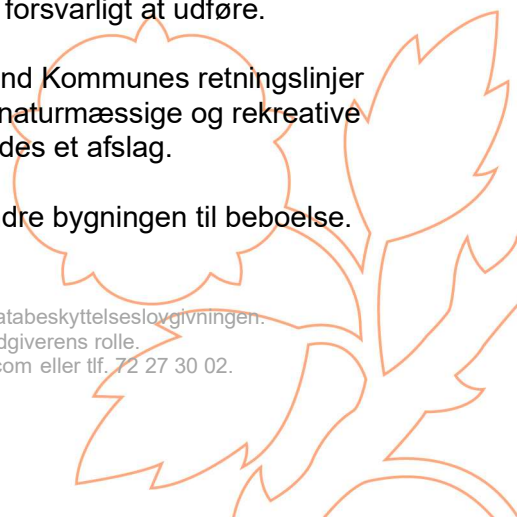 forsvarligt at udføre.
nd Kommunes retningslinjer
naturmæssige og rekreative
des et afslag.
dre bygningen til beboelse.
atabeskyttelseslovgivningen.
dgiverens rolle.
com eller tlf. 72 27 30 02.